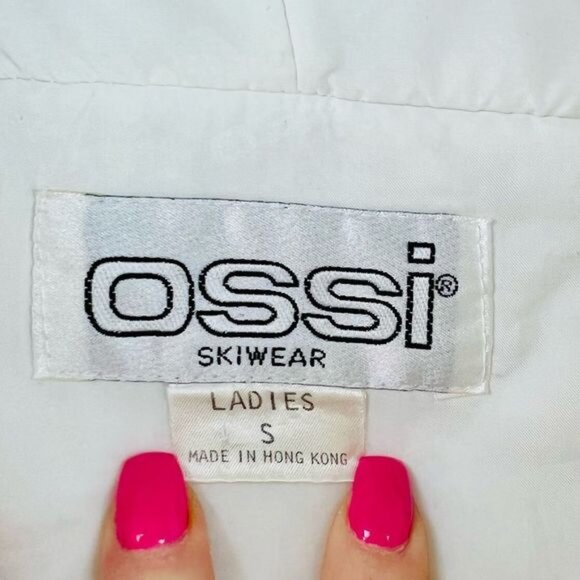 ossi®
SKIWEAR
LADIES
S
MADE IN HONG KONG